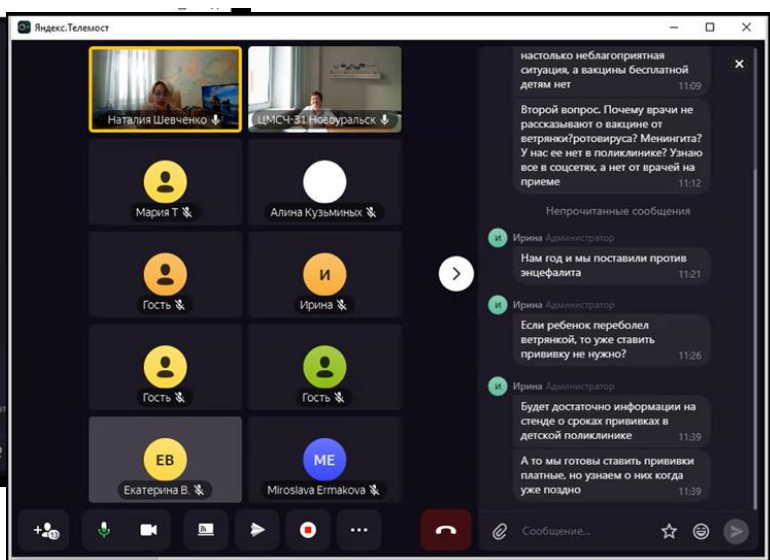 Яндекс.Телемост
Наталия Шевченко
ЦМСЧ-31 Новоуральск
Мария Т
Алина Кузьминых
Гость
И
Ирина
Гость
Гость
ЕВ
Екатерина В.
ME
Miroslava Ermakova
13
настолько неблагоприятная
ситуация, а вакцины бесплатной
детям нет
11:09
Второй вопрос. Почему врачи не
рассказывают о вакцине от
ветрянки?ротовируса? Менингита?
У нас ее нет в поликлинике? Узнаю
все в соцсетях, а нет от врачей на
приеме
11:12
Непрочитанные сообщения
И
Ирина Администратор
Нам год и мы поставили против
энцефалита
11:21
И
Ирина Администратор
Если ребенок переболел
ветрянкой, то уже ставить
прививку не нужно?
11:26
И
Ирина Администратор
Будет достаточно информации на
стенде о сроках прививках в
детской поликлинике
11:39
А то мы готовы ставить прививки
платные, но узнаем о них когда
уже поздно
11:39
Сообщение...